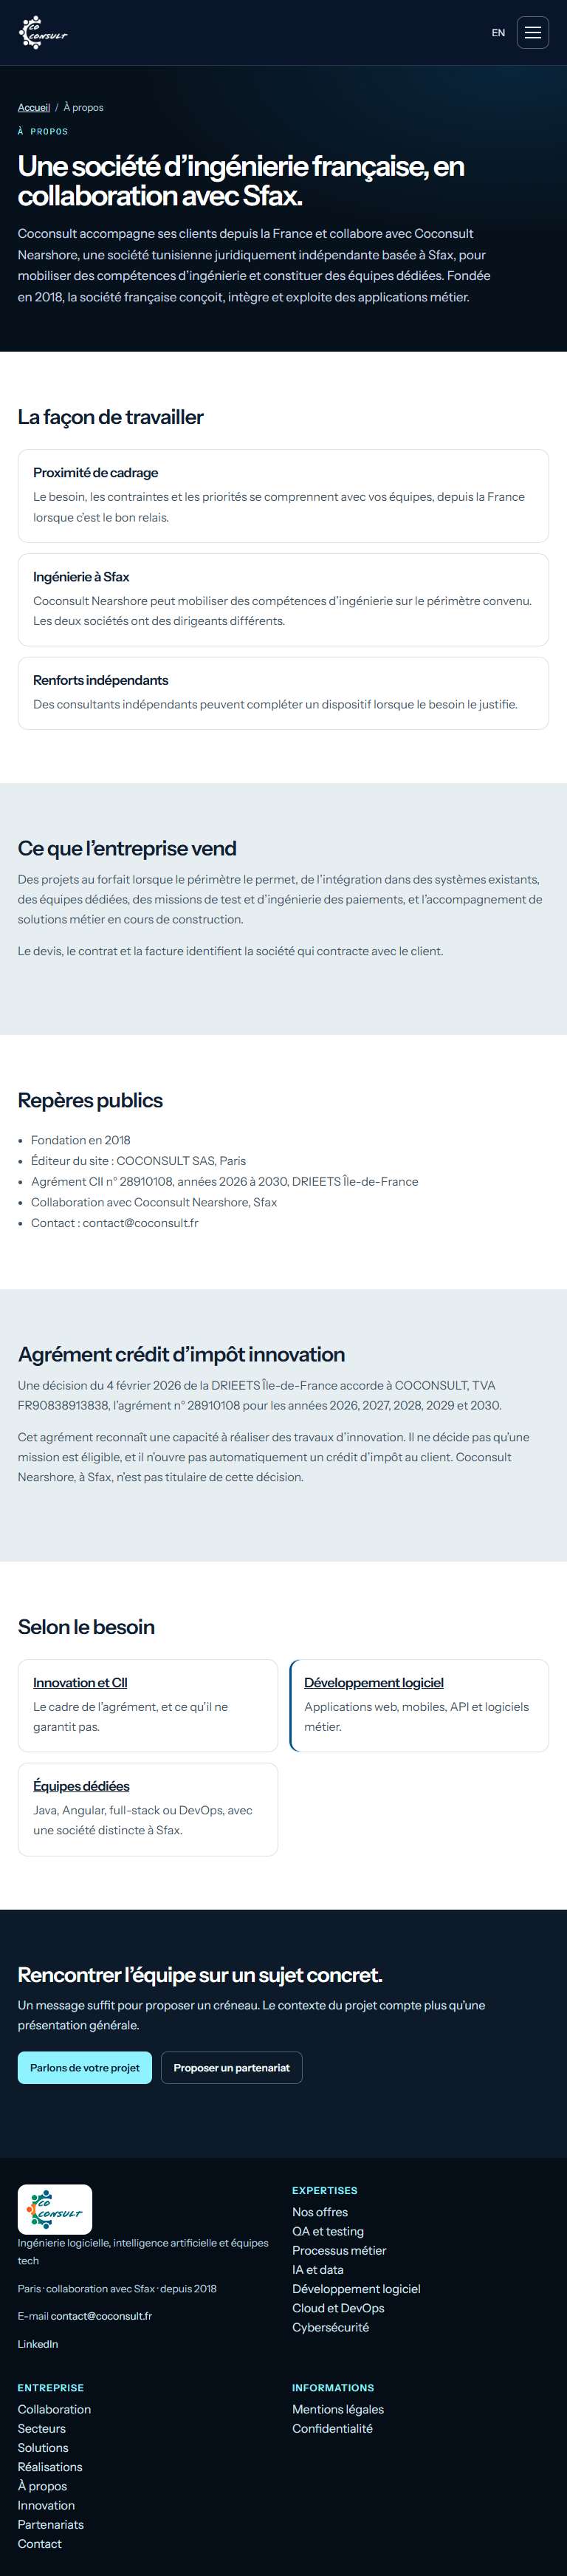 CO
CONSULT
EN
Accueil / À propos
À PROPOS
Une société d’ingénierie française, en
collaboration avec Sfax.
Coconsult accompagne ses clients depuis la France et collabore avec Coconsult
Nearshore, une société tunisienne juridiquement indépendante basée à Sfax, pour
mobiliser des compétences d’ingénierie et constituer des équipes dédiées. Fondée
en 2018, la société française conçoit, intègre et exploite des applications métier.
La façon de travailler
Proximité de cadrage
Le besoin, les contraintes et les priorités se comprennent avec vos équipes, depuis la France
lorsque c’est le bon relais.
Ingénierie à Sfax
Coconsult Nearshore peut mobiliser des compétences d’ingénierie sur le périmètre convenu.
Les deux sociétés ont des dirigeants différents.
Renforts indépendants
Des consultants indépendants peuvent compléter un dispositif lorsque le besoin le justifie.
Ce que l’entreprise vend
Des projets au forfait lorsque le périmètre le permet, de l’intégration dans des systèmes existants,
des équipes dédiées, des missions de test et d’ingénierie des paiements, et l’accompagnement de
solutions métier en cours de construction.
Le devis, le contrat et la facture identifient la société qui contracte avec le client.
Repères publics
• Fondation en 2018
• Éditeur du site : COCONSULT SAS, Paris
• Agrément CII n° 28910108, années 2026 à 2030, DRIEETS Île-de-France
• Collaboration avec Coconsult Nearshore, Sfax
• Contact : contact@coconsult.fr
Agrément crédit d’impôt innovation
Une décision du 4 février 2026 de la DRIEETS Île-de-France accorde à COCONSULT, TVA
FR90838913838, l’agrément n° 28910108 pour les années 2026, 2027, 2028, 2029 et 2030.
Cet agrément reconnaît une capacité à réaliser des travaux d’innovation. Il ne décide pas qu’une
mission est éligible, et il n’ouvre pas automatiquement un crédit d’impôt au client. Coconsult
Nearshore, à Sfax, n’est pas titulaire de cette décision.
Selon le besoin
Innovation et CII
Le cadre de l’agrément, et ce qu’il ne
garantit pas.
Développement logiciel
Applications web, mobiles, API et logiciels
métier.
Équipes dédiées
Java, Angular, full-stack ou DevOps, avec
une société distincte à Sfax.
Rencontrer l’équipe sur un sujet concret.
Un message suffit pour proposer un créneau. Le contexte du projet compte plus qu’une
présentation générale.
Parlons de votre projet
Proposer un partenariat
CO
CONSULT
Ingénierie logicielle, intelligence artificielle et équipes
tech
Paris · collaboration avec Sfax · depuis 2018
E-mail contact@coconsult.fr
LinkedIn
EXPERTISES
Nos offres
QA et testing
Processus métier
IA et data
Développement logiciel
Cloud et DevOps
Cybersécurité
ENTREPRISE
Collaboration
Secteurs
Solutions
Réalisations
À propos
Innovation
Partenariats
Contact
INFORMATIONS
Mentions légales
Confidentialité